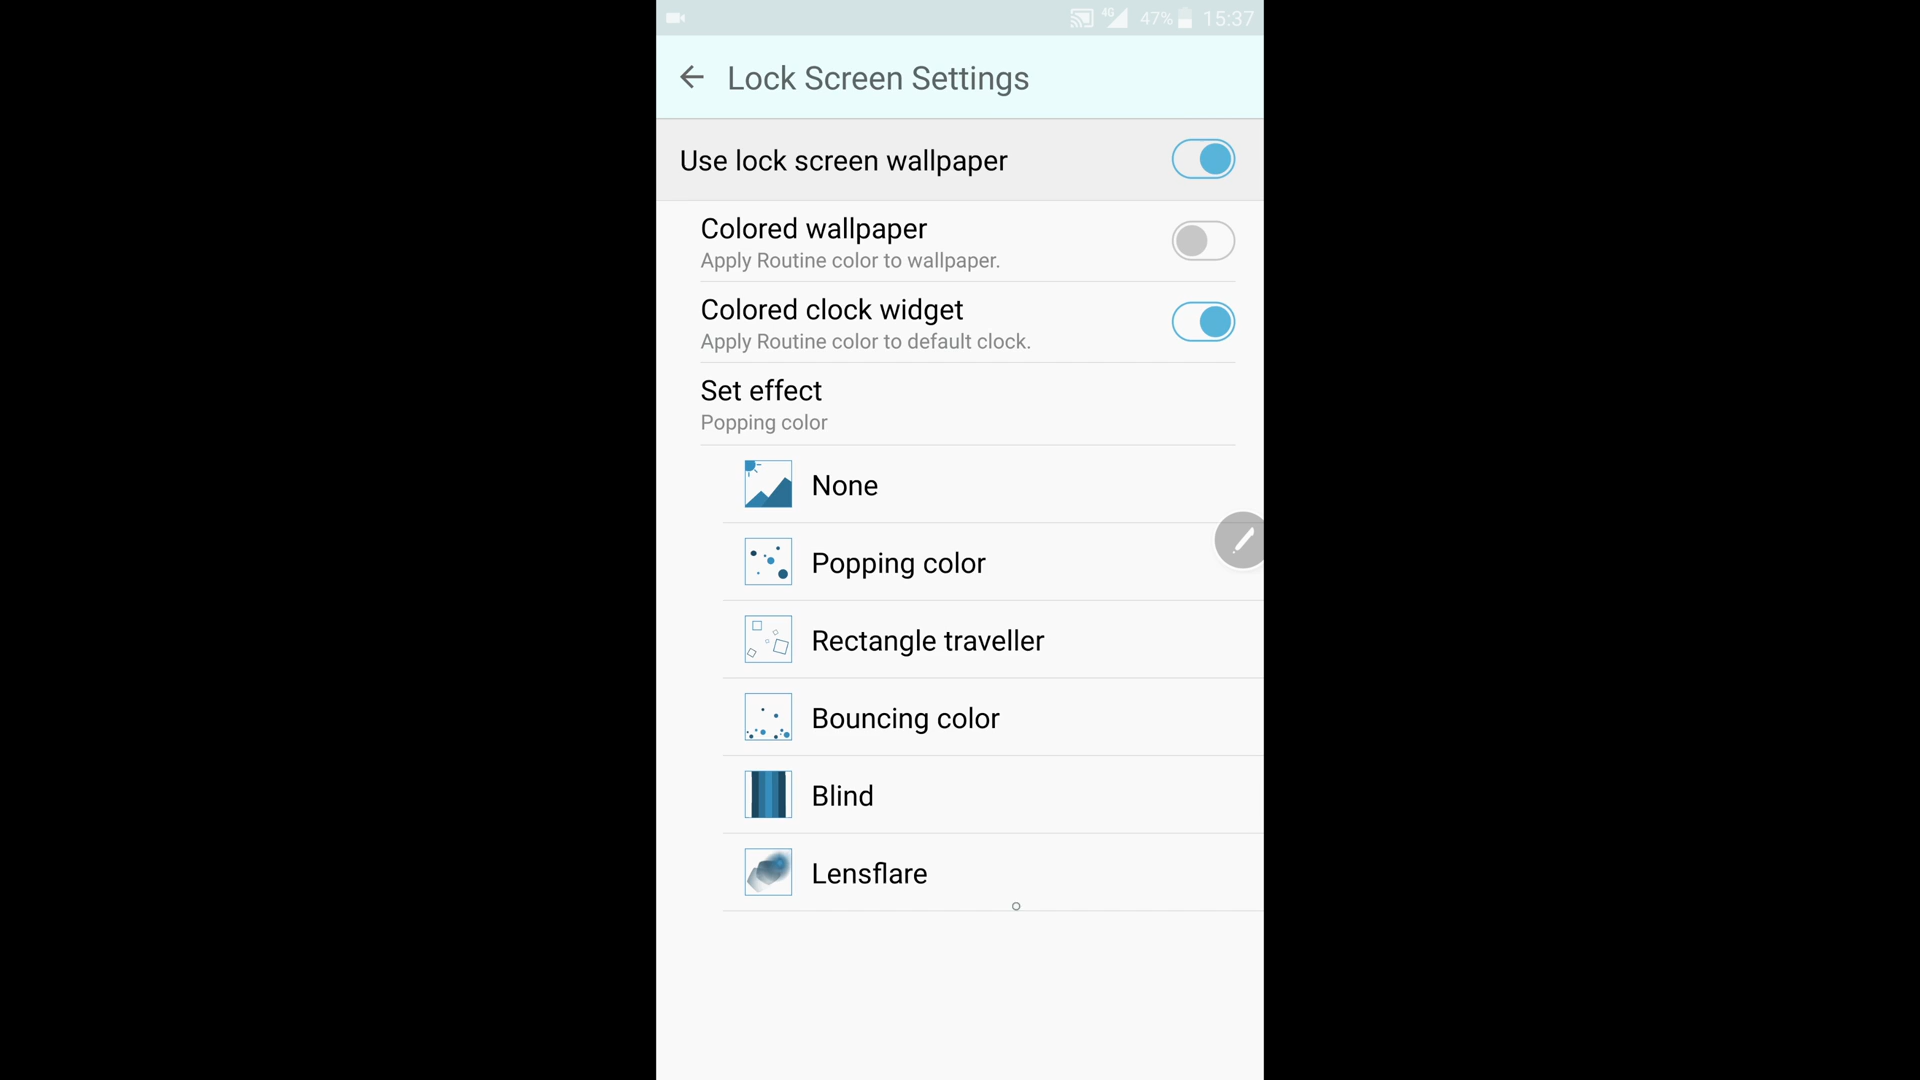 4G 47% 15:37
Lock Screen Settings
Use lock screen wallpaper
Colored wallpaper
Apply Routine color to wallpaper.
Colored clock widget
Apply Routine color to default clock.
Set effect
Popping color
None
Popping color
Rectangle traveller
Bouncing color
Blind
Lensflare